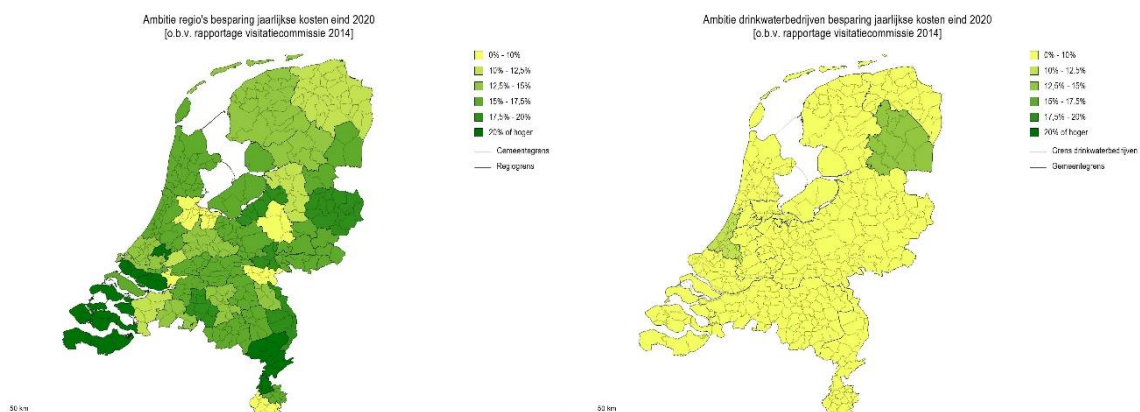 Ambitie regio's besparing jaarlijkse kosten eind 2020
[o.b.v. rapportage visitatiecommissie 2014]
0% - 10%
10% - 12,5%
12,5% - 15%
15% - 17,5%
17,5% - 20%
20% of hoger
Gemeentegrens
Regiogrens
50 km
Ambitie drinkwaterbedrijven besparing jaarlijkse kosten eind 2020
[o.b.v. rapportage visitatiecommissie 2014]
0% - 10%
10% - 12,5%
12,5% - 15%
15% - 17,5%
17,5% - 20%
20% of hoger
Grens drinkwaterbedrijven
Gemeentegrens
50 km